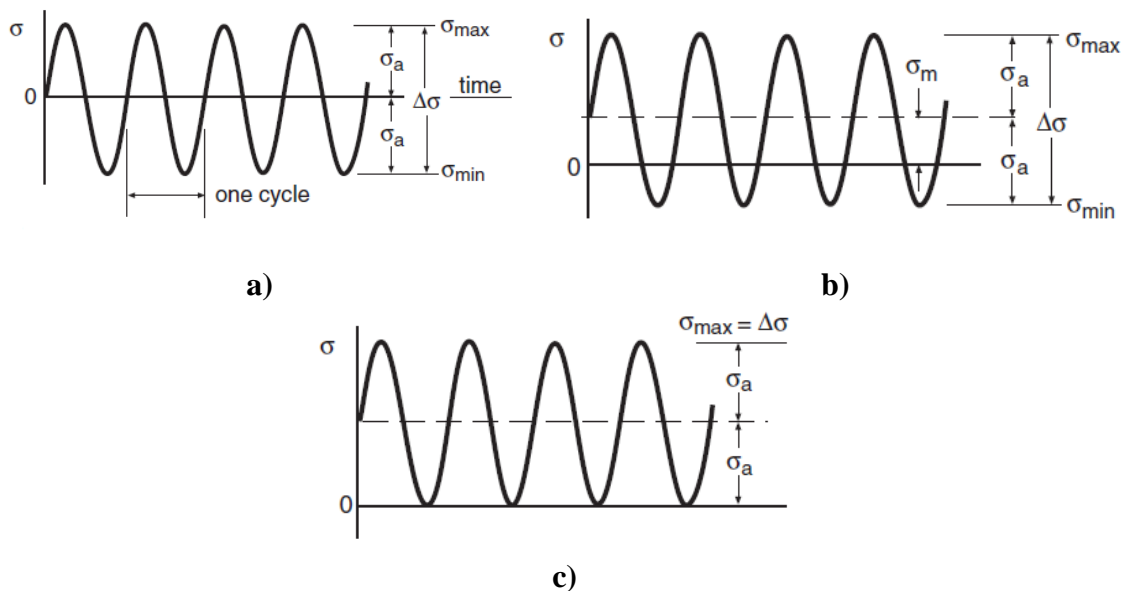 σ
σmax
σa
0
time
Δσ
σa
σmin
one cycle
a)
σ
σmax
σm
σa
Δσ
0
σa
σmin
b)
σmax = Δσ
σ
σa
σa
0
c)